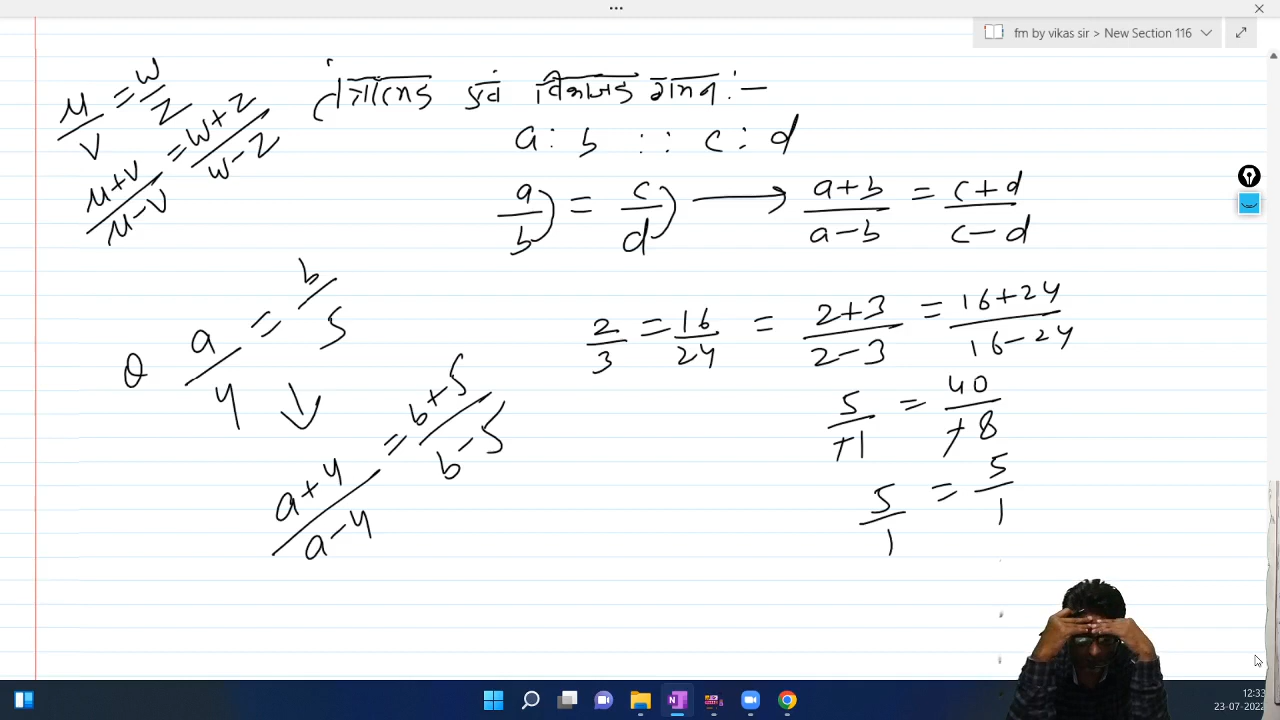 ...
fm by vikas sir > New Section 116
एवं
a : b : : c : d
μ/v = w/z
(μ+v)/(μ-v) = (w+z)/(w-z)
a/b = c/d → (a+b)/(a-b) = (c+d)/(c-d)
Q a/4 = b/5
↓
(a+4)/(a-4) = (b+5)/(b-5)
2/3 = 16/24 = (2+3)/(2-3) = (16+24)/(16-24)
5/-1 = 40/-8
5/1 = 5/1
12:33
23-07-2022